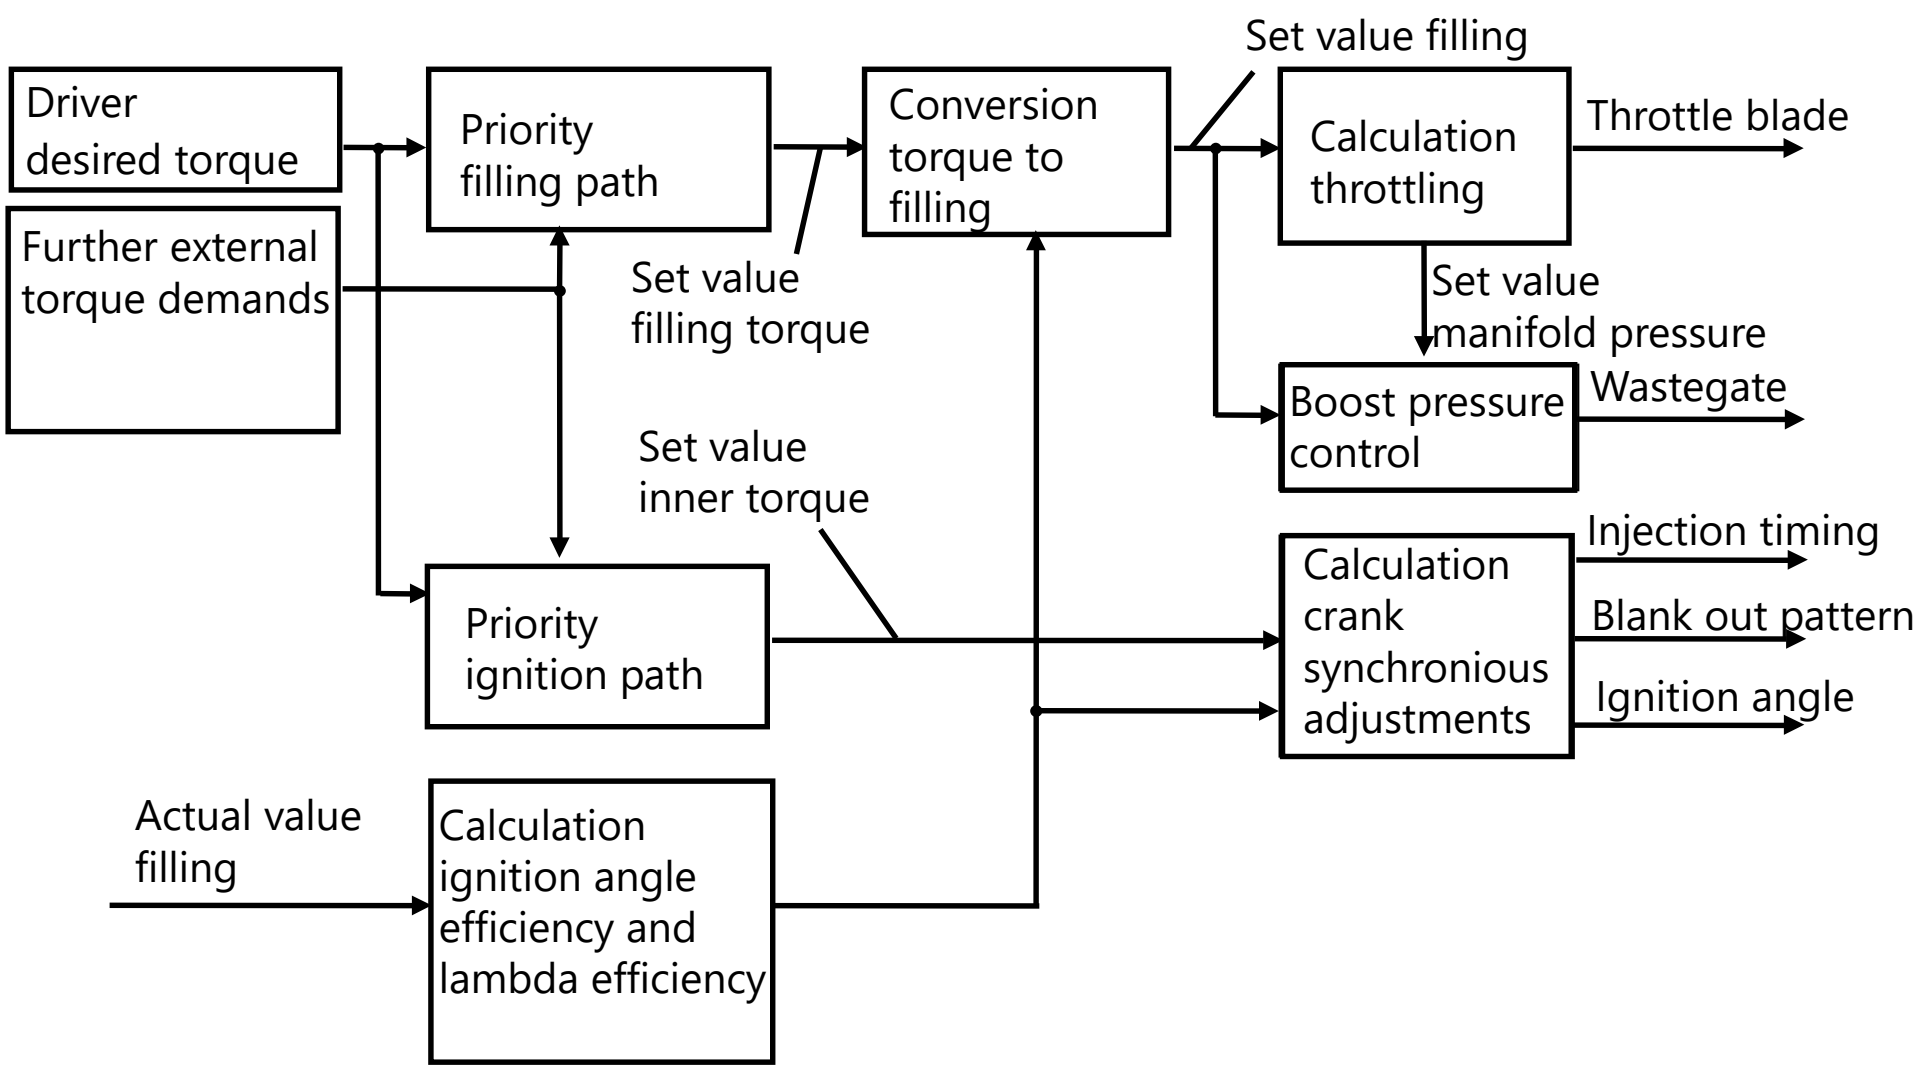 Set value filling
Driver
desired torque
Priority
filling path
Conversion
torque to
filling
Calculation
throttling
Throttle blade
Further external
torque demands
Set value
filling torque
Set value
manifold pressure
Boost pressure
control
Wastegate
Set value
inner torque
Priority
ignition path
Calculation
crank
synchronious
adjustments
Injection timing
Blank out pattern
Ignition angle
Actual value
filling
Calculation
ignition angle
efficiency and
lambda efficiency